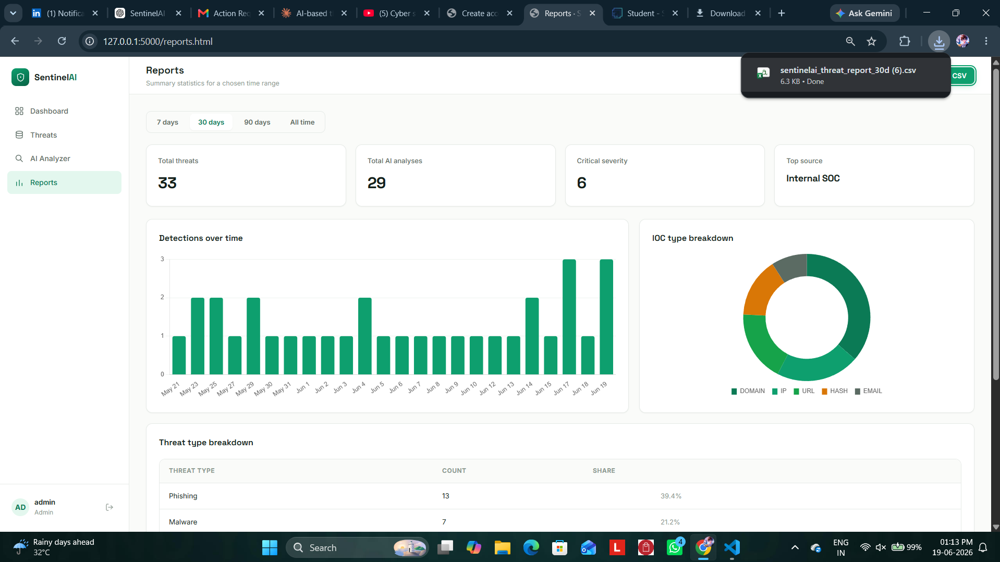 (1) Notifica
SentinelAI
Action Req
AI-based t
(5) Cyber s
Create acc
Reports · S
Student -
Download
Ask Gemini
127.0.0.1:5000/reports.html
sentinelai_threat_report_30d (6).csv
6.3 KB • Done
CSV
SentinelAI
Dashboard
Threats
AI Analyzer
Reports
Reports
Summary statistics for a chosen time range
7 days
30 days
90 days
All time
Total threats
33
Total AI analyses
29
Critical severity
6
Top source
Internal SOC
Detections over time
3
2
1
0
May 21
May 23
May 25
May 27
May 29
May 30
May 31
Jun 1
Jun 2
Jun 3
Jun 4
Jun 5
Jun 6
Jun 7
Jun 8
Jun 9
Jun 10
Jun 12
Jun 13
Jun 14
Jun 15
Jun 17
Jun 18
Jun 19
IOC type breakdown
DOMAIN
IP
URL
HASH
EMAIL
Threat type breakdown
THREAT TYPE COUNT SHARE
Phishing 13 39.4%
Malware 7 21.2%
AD
admin
Admin
Rainy days ahead
32°C
Search
L
4
ENG
IN
99%
01:13 PM
19-06-2026